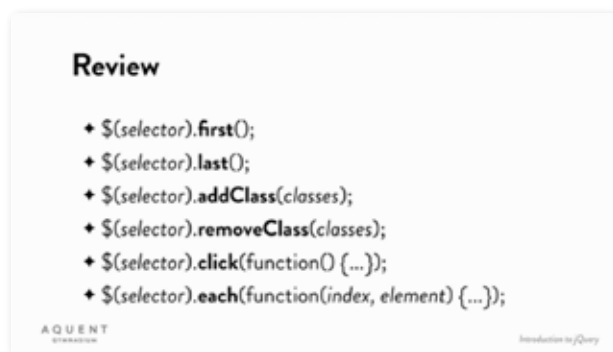 Review
✦ $(selector).first();
✦ $(selector).last();
✦ $(selector).addClass(classes);
✦ $(selector).removeClass(classes);
✦ $(selector).click(function() {...});
✦ $(selector).each(function(index, element) {...});
AQUENT
GYMNASIUM
Introduction to jQuery